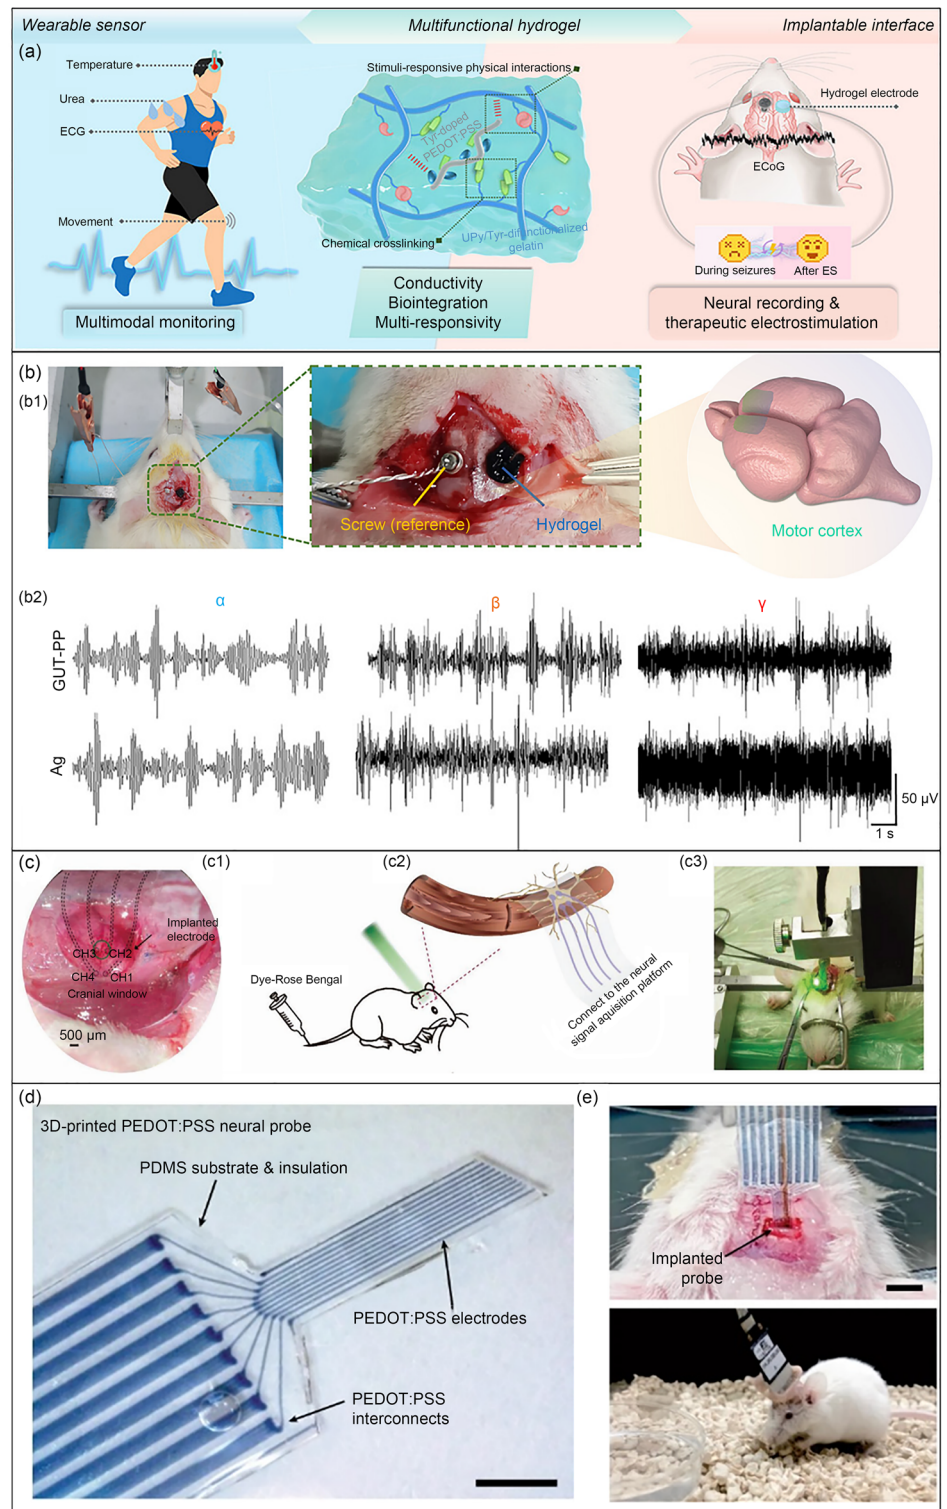 Wearable sensor
Multifunctional hydrogel
Implantable interface
(a)
Temperature
Urea
ECG
Movement
Multimodal monitoring
Stimuli-responsive physical interactions
Tyr-doped
PEDOT:PSS
Chemical crosslinking
UPy/Tyr-difunctionalized
gelatin
Conductivity
Biointegration
Multi-responsivity
Hydrogel electrode
ECoG
During seizures
After ES
Neural recording &
therapeutic electrostimulation
(b)
(b1)
Screw (reference)
Hydrogel
Motor cortex
(b2)
α
β
γ
GUT-PP
Ag
50 μV
1 s
(c)
Implanted
electrode
CH3
CH2
CH4
CH1
Cranial window
500 μm
(c1)
Dye-Rose Bengal
(c2)
Connect to the neural
signal aquisition platform
(c3)
(d)
3D-printed PEDOT:PSS neural probe
PDMS substrate & insulation
PEDOT:PSS electrodes
PEDOT:PSS
interconnects
(e)
Implanted
probe